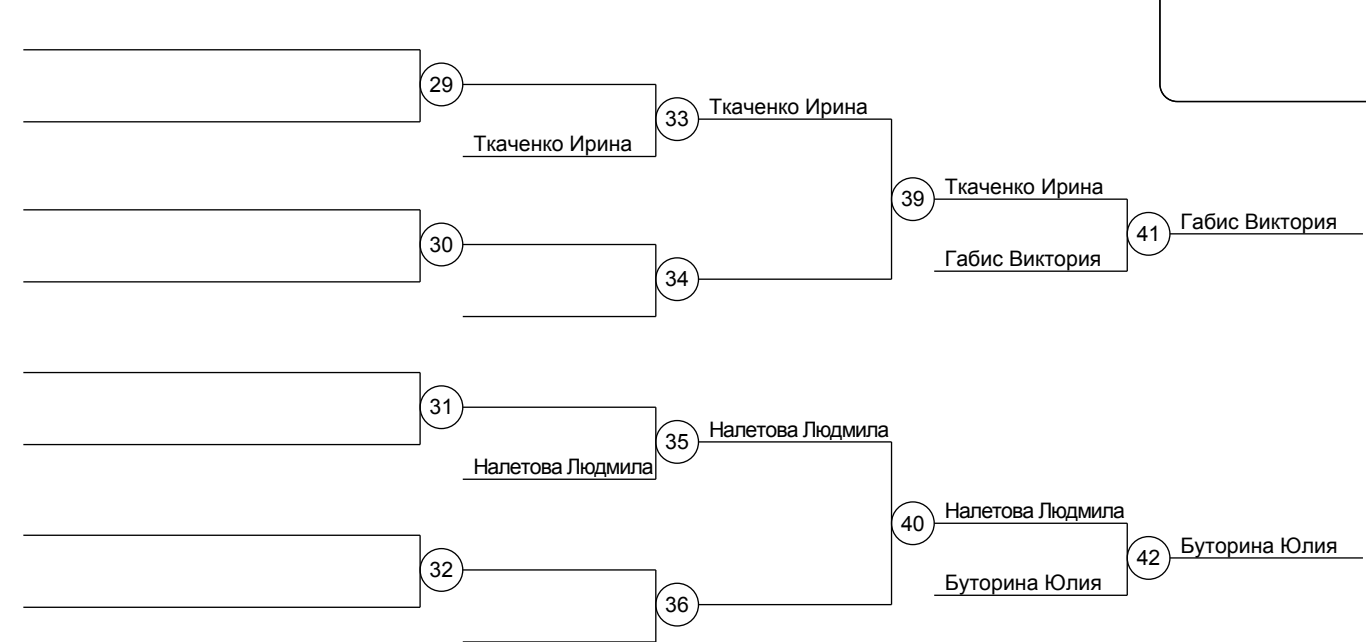 29
33
Ткаченко Ирина
Ткаченко Ирина
39
Ткаченко Ирина
30
41
Габис Виктория
Габис Виктория
34
31
35
Налетова Людмила
Налетова Людмила
40
Налетова Людмила
32
42
Буторина Юлия
Буторина Юлия
36